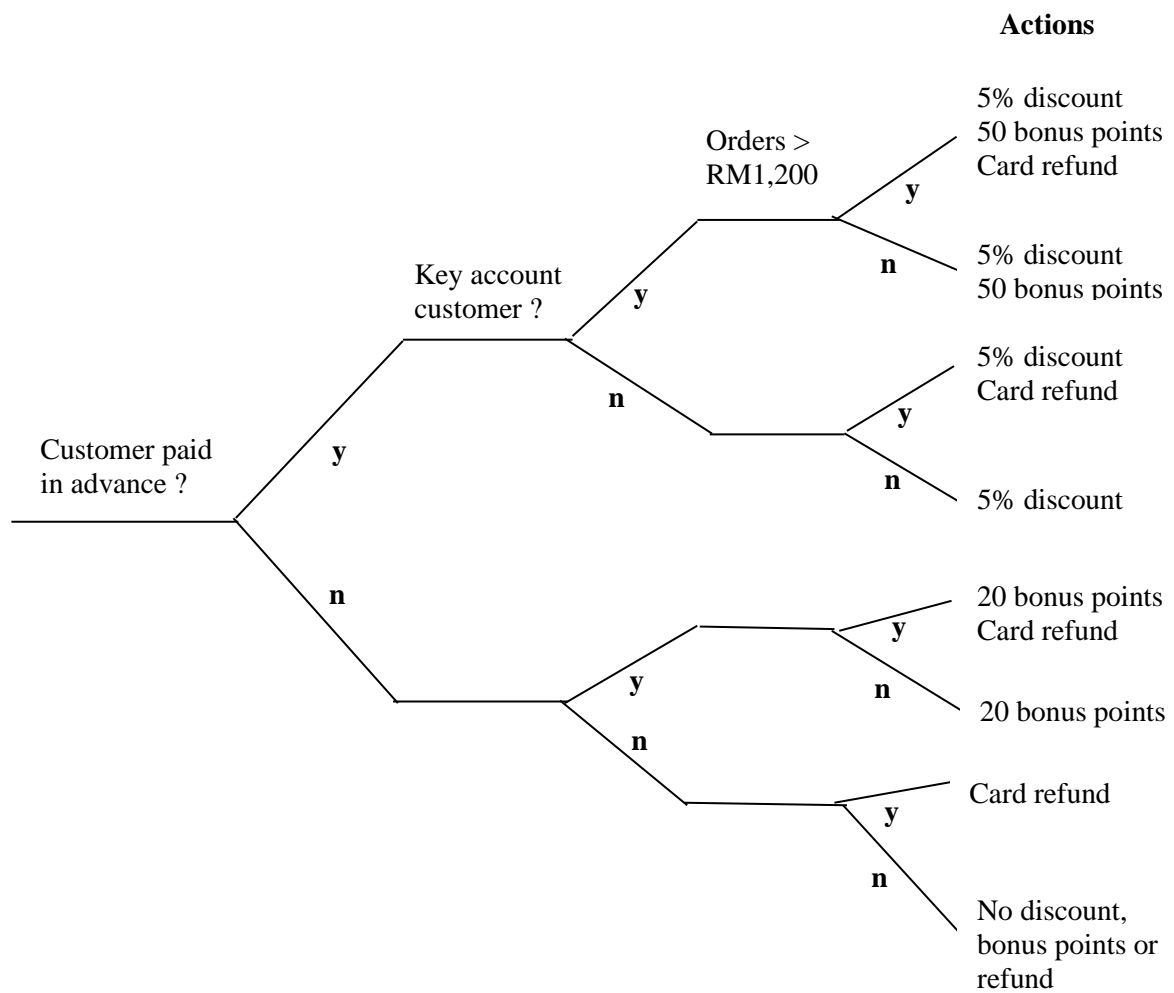 Actions
5% discount
50 bonus points
Card refund
Orders >
RM1,200
y
n
5% discount
50 bonus points
Key account
customer ?
y
n
5% discount
Card refund
y
n
5% discount
Customer paid
in advance ?
y
n
20 bonus points
Card refund
y
n
20 bonus points
y
n
Card refund
y
n
No discount,
bonus points or
refund